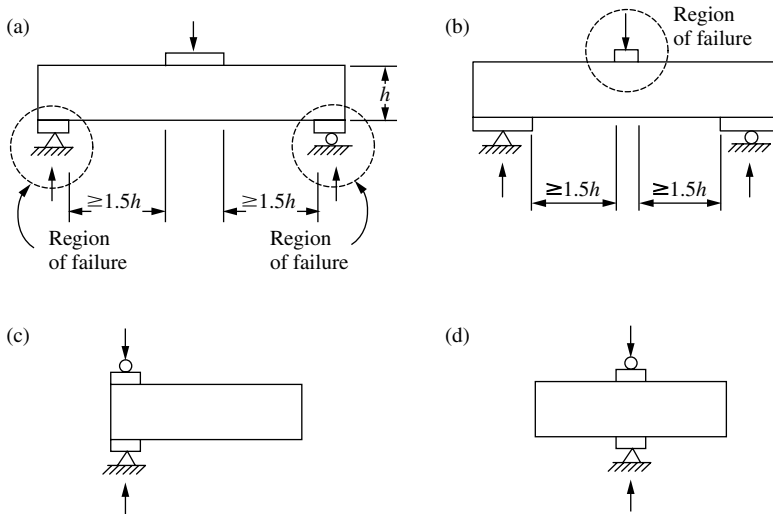 (a)
h
≧1.5h
≧1.5h
Region
of failure
Region
of failure
(b)
Region
of failure
≧1.5h
≧1.5h
(c)
(d)